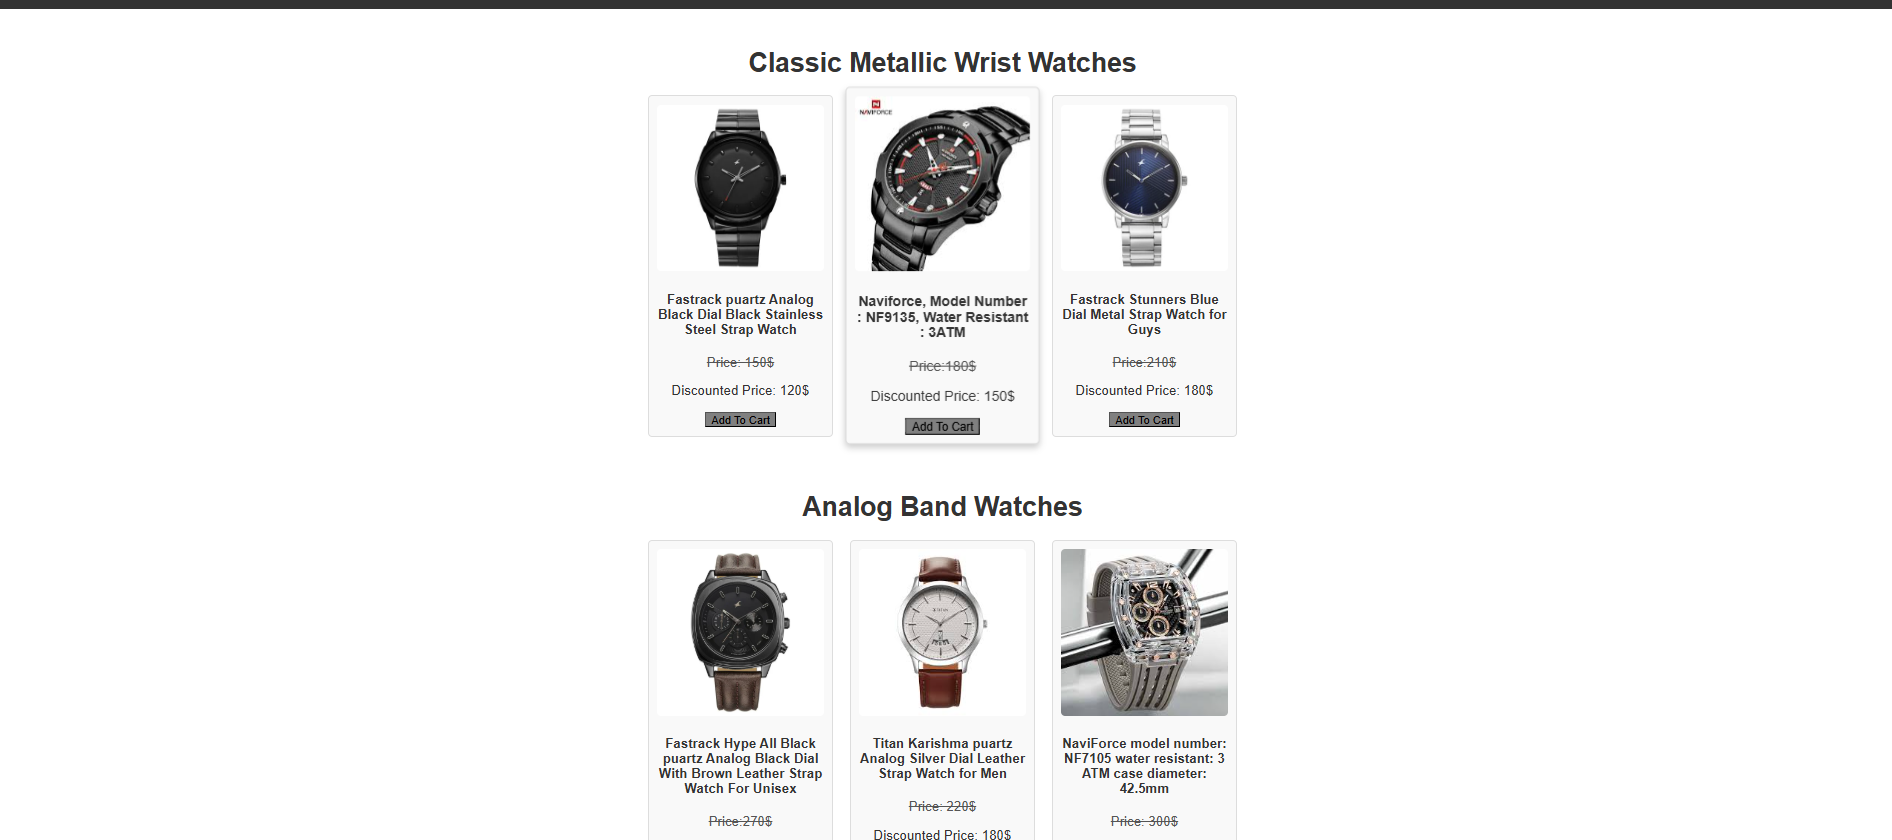 Classic Metallic Wrist Watches
NAVIFORCE
Fastrack puartz Analog
Black Dial Black Stainless
Steel Strap Watch
Price: 150$
Discounted Price: 120$
Add To Cart
Naviforce, Model Number
: NF9135, Water Resistant
: 3ATM
Price:180$
Discounted Price: 150$
Add To Cart
Fastrack Stunners Blue
Dial Metal Strap Watch for
Guys
Price:210$
Discounted Price: 180$
Add To Cart
Analog Band Watches
TITAN
Fastrack Hype All Black
puartz Analog Black Dial
With Brown Leather Strap
Watch For Unisex
Price:270$
Titan Karishma puartz
Analog Silver Dial Leather
Strap Watch for Men
Price: 220$
Discounted Price: 180$
NaviForce model number:
NF7105 water resistant: 3
ATM case diameter:
42.5mm
Price: 300$